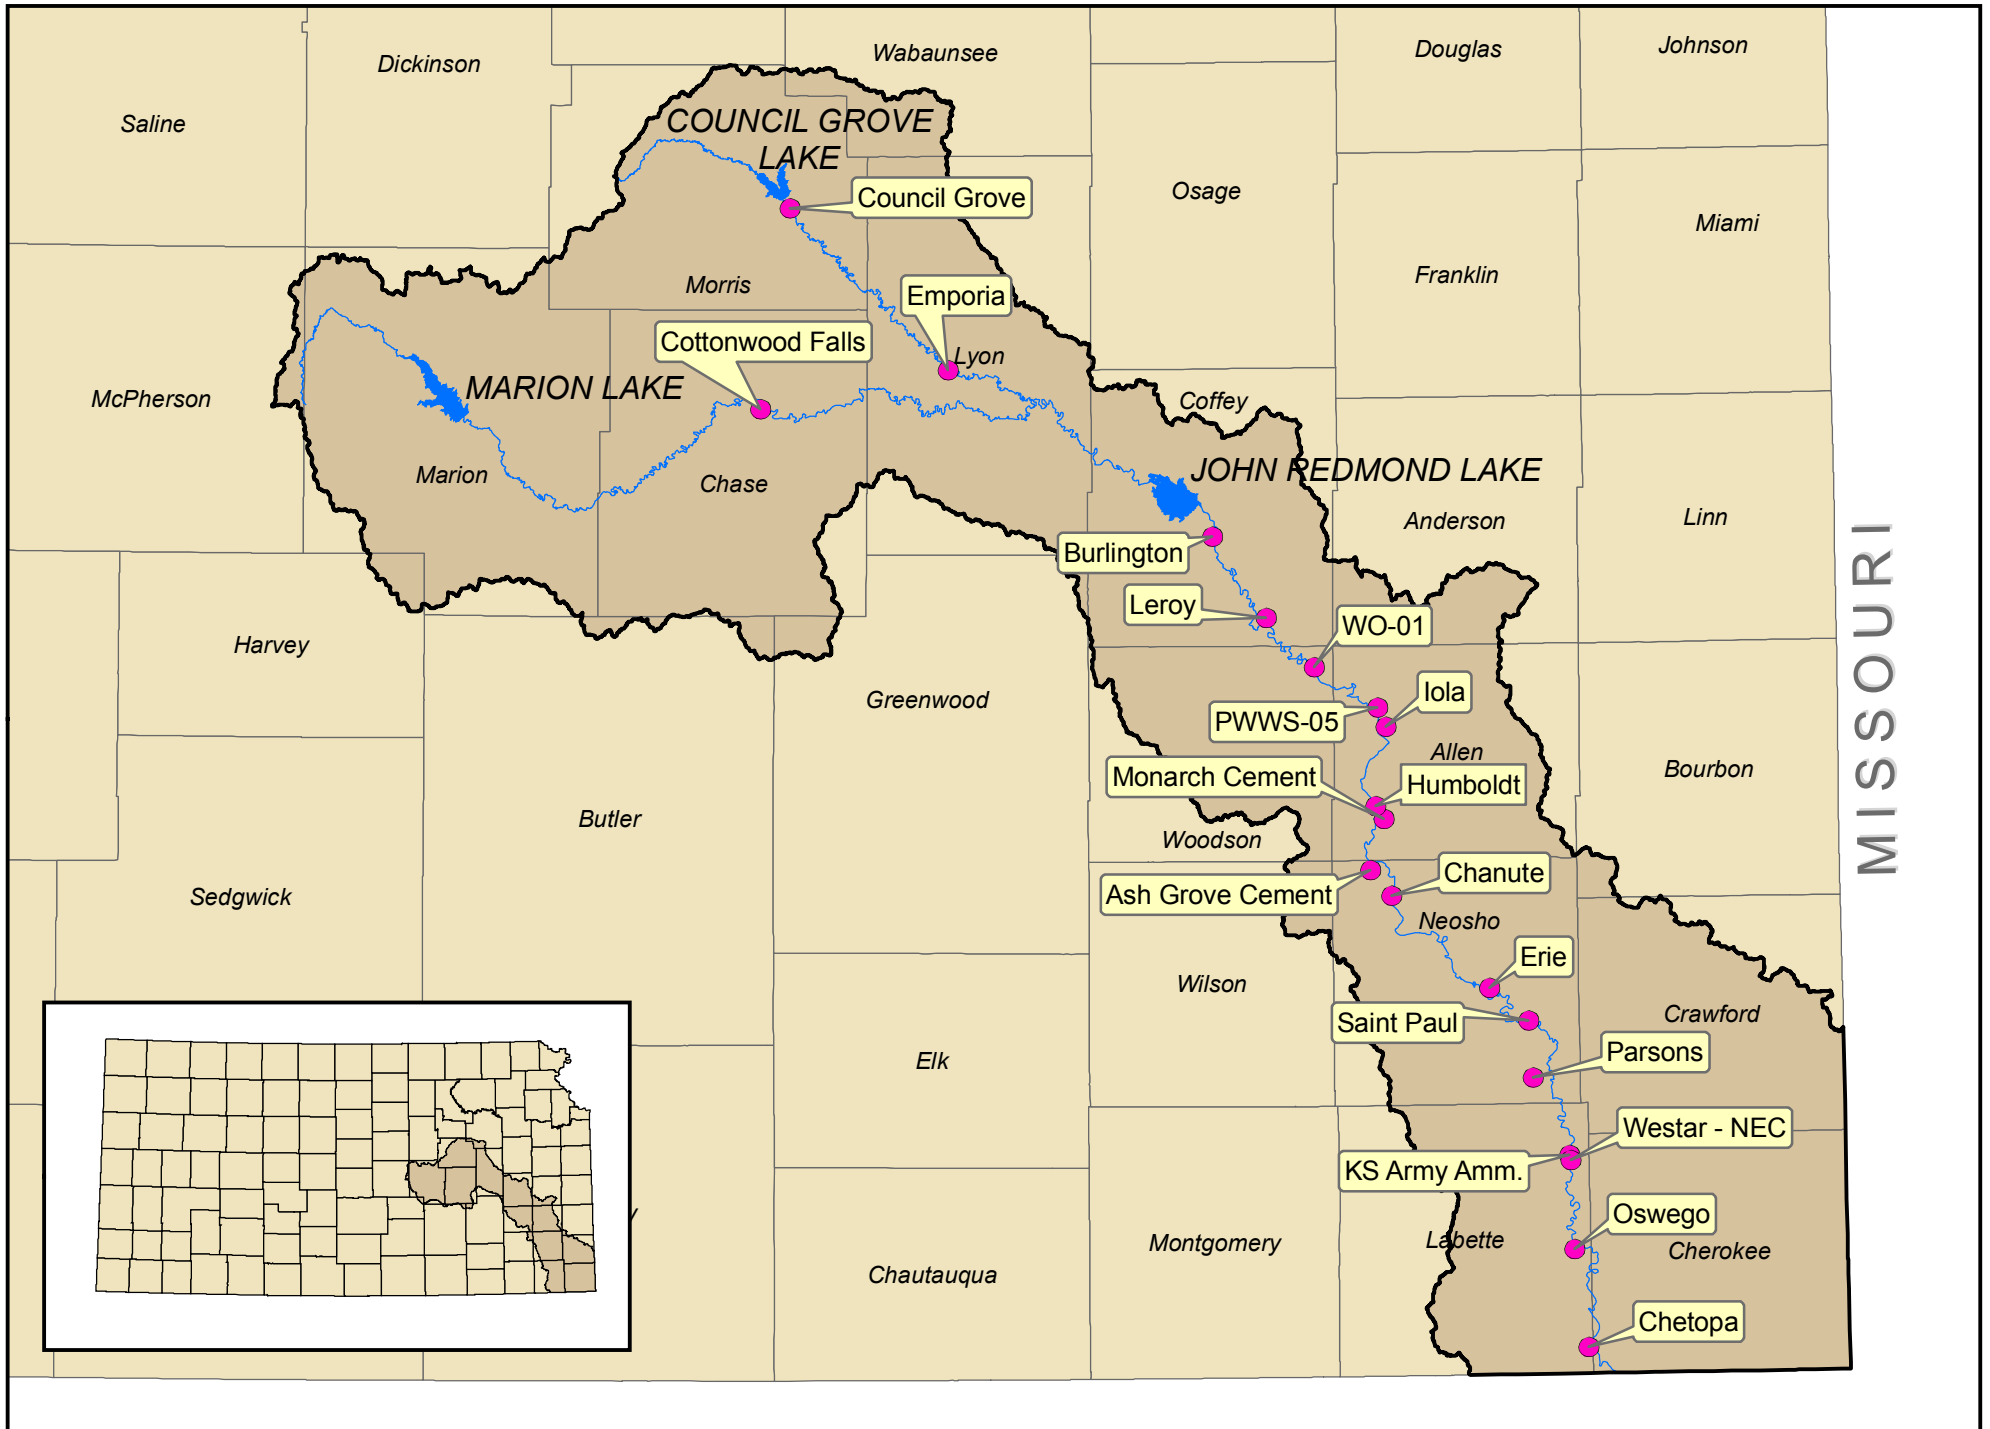 Wabaunsee
Douglas
Johnson
Dickinson
Saline
COUNCIL GROVE
LAKE
Council Grove
Osage
Miami
Morris
Franklin
Emporia
Cottonwood Falls
Lyon
MARION LAKE
McPherson
Coffey
JOHN REDMOND LAKE
Marion
Chase
Anderson
Linn
MISSOURI
Burlington
Leroy
WO-01
Harvey
Greenwood
Iola
PWWS-05
Allen
Bourbon
Monarch Cement
Humboldt
Butler
Woodson
Chanute
Ash Grove Cement
Sedgwick
Neosho
Erie
Wilson
Crawford
Saint Paul
Parsons
Elk
Westar - NEC
KS Army Amm.
Oswego
Montgomery
Labette
Cherokee
Chautauqua
Chetopa